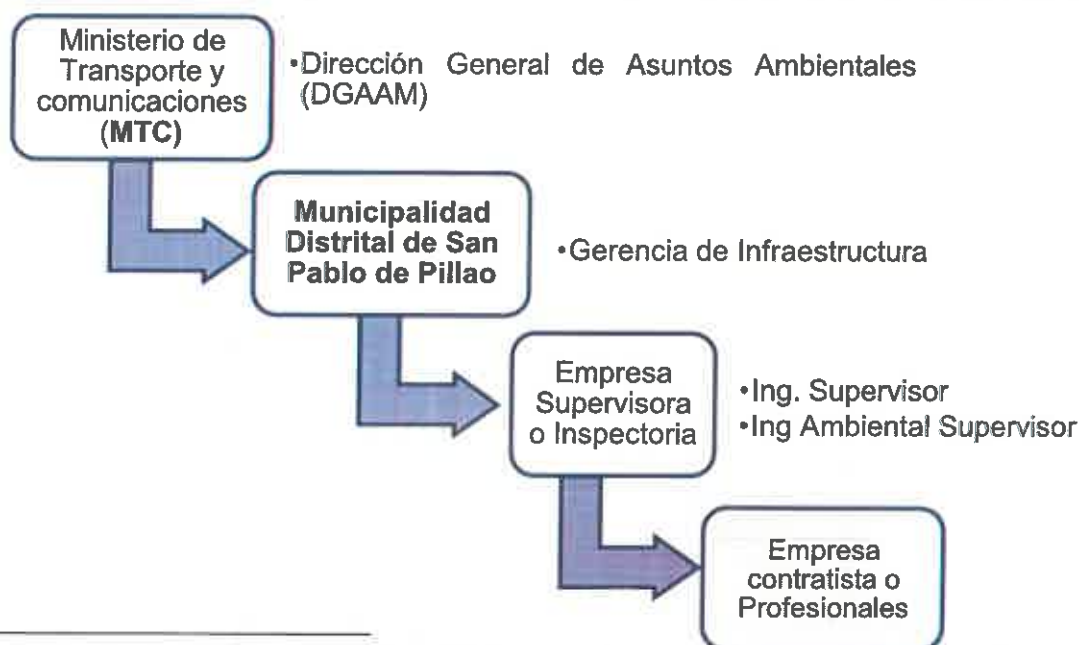 Ministerio de
Transporte y
comunicaciones
(MTC)
•Dirección General de Asuntos Ambientales
(DGAAM)
Municipalidad
Distrital de San
Pablo de Pillao
•Gerencia de Infraestructura
Empresa
Supervisora
o Inspectoria
•Ing. Supervisor
•Ing Ambiental Supervisor
Empresa
contratista o
Profesionales